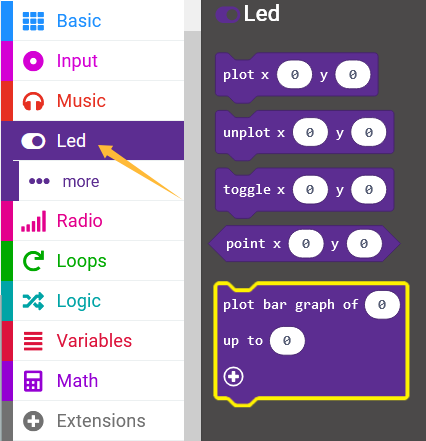 Basic
Input
Music
Led
more
Radio
Loops
Logic
Variables
Math
Extensions
Led
plot x 0 y 0
unplot x 0 y 0
toggle x 0 y 0
point x 0 y 0
plot bar graph of 0
up to 0